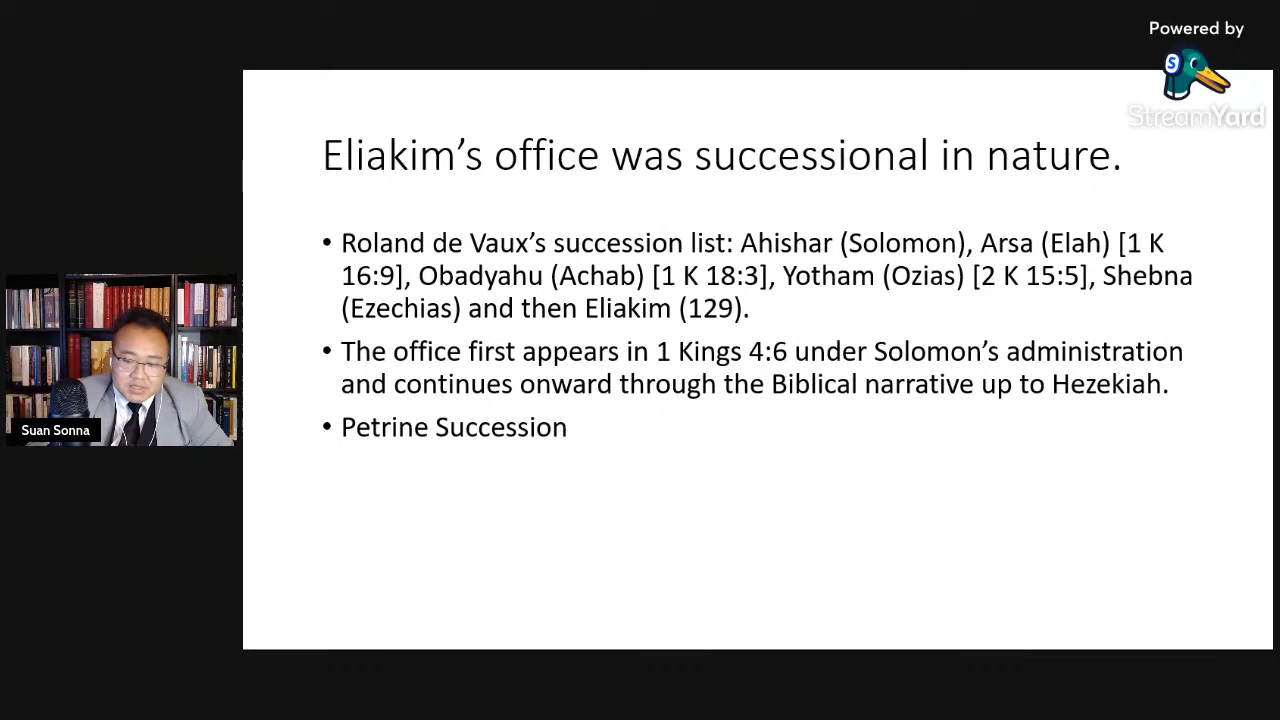 Powered by
StreamYard
Eliakim’s office was successional in nature.
• Roland de Vaux’s succession list: Ahishar (Solomon), Arsa (Elah) [1 K
16:9], Obadyahu (Achab) [1 K 18:3], Yotham (Ozias) [2 K 15:5], Shebna
(Ezechias) and then Eliakim (129).
• The office first appears in 1 Kings 4:6 under Solomon’s administration
and continues onward through the Biblical narrative up to Hezekiah.
• Petrine Succession
Suan Sonna